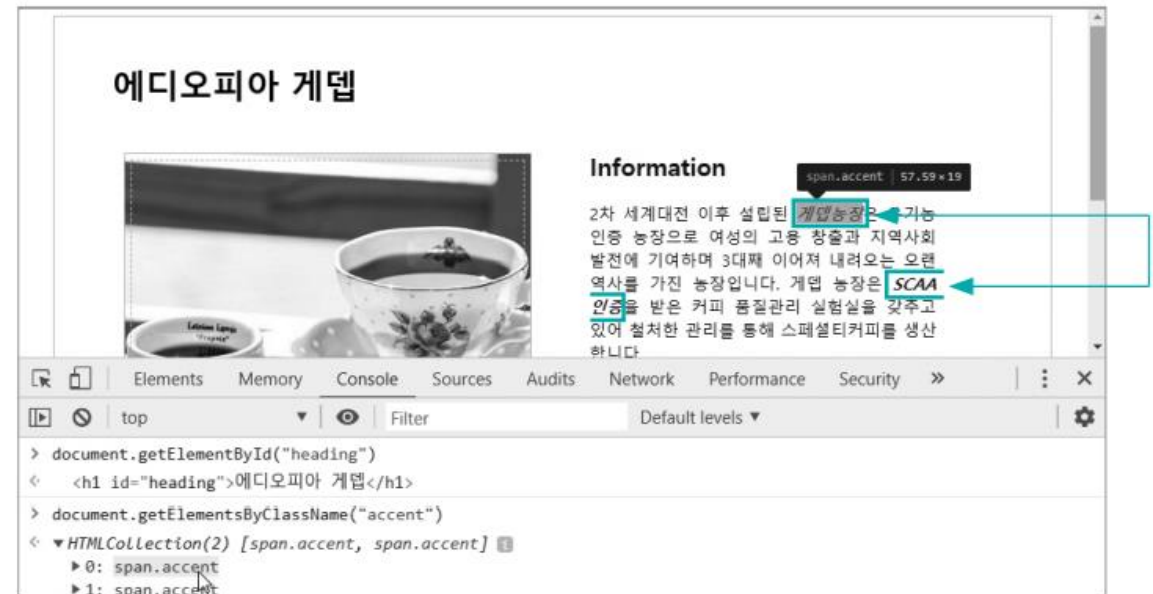 에디오피아 게뎁
Information
span.accent | 57.59×19
2차 세계대전 이후 설립된 게뎁농장은 유기농
인증 농장으로 여성의 고용 창출과 지역사회
발전에 기여하며 3대째 이어져 내려오는 오랜
역사를 가진 농장입니다. 게뎁 농장은 SCAA
인증을 받은 커피 품질관리 실험실을 갖추고
있어 철처한 관리를 통해 스페셜티커피를 생산
합니다
Elements Memory Console Sources Audits Network Performance Security »
top ▼ Filter Default levels ▼
> document.getElementById("heading")
<h1 id="heading">에디오피아 게뎁</h1>
> document.getElementsByClassName("accent")
▼HTMLCollection(2) [span.accent, span.accent]
▶0: span.accent
▶1: span.accent